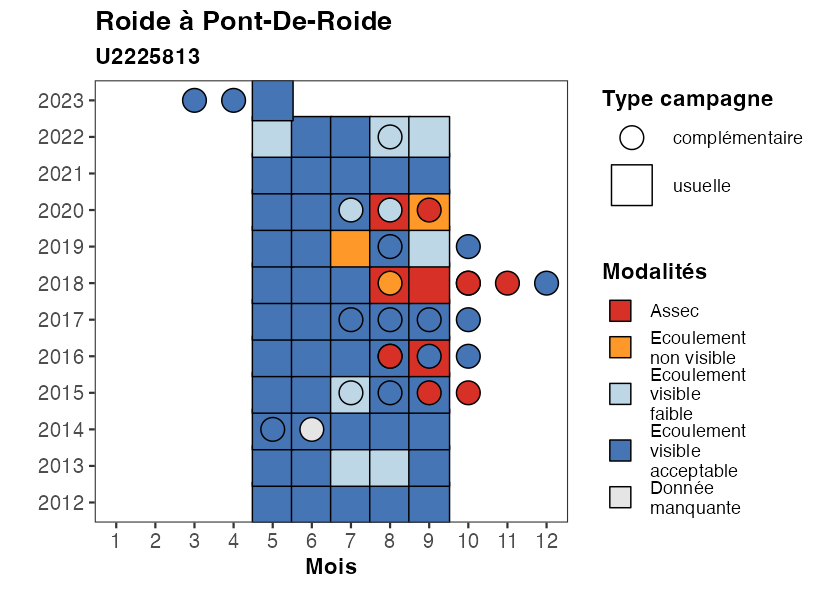 Roide à Pont-De-Roide
U2225813
2023
2022
2021
2020
2019
2018
2017
2016
2015
2014
2013
2012
1 2 3 4 5 6 7 8 9 10 11 12
Mois
Type campagne
complémentaire
usuelle
Modalités
Assec
Ecoulement
non visible
Ecoulement
visible
faible
Ecoulement
visible
acceptable
Donnée
manquante